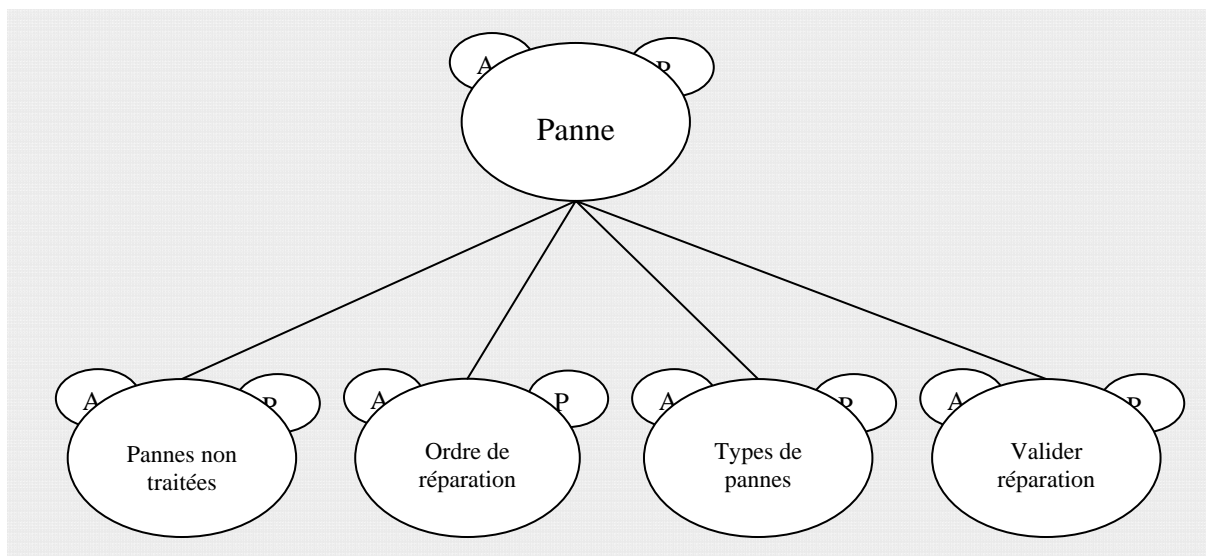 A
P
Panne
A
P
A
P
A
P
A
P
Pannes non
traitées
Ordre de
réparation
Types de
pannes
Valider
réparation